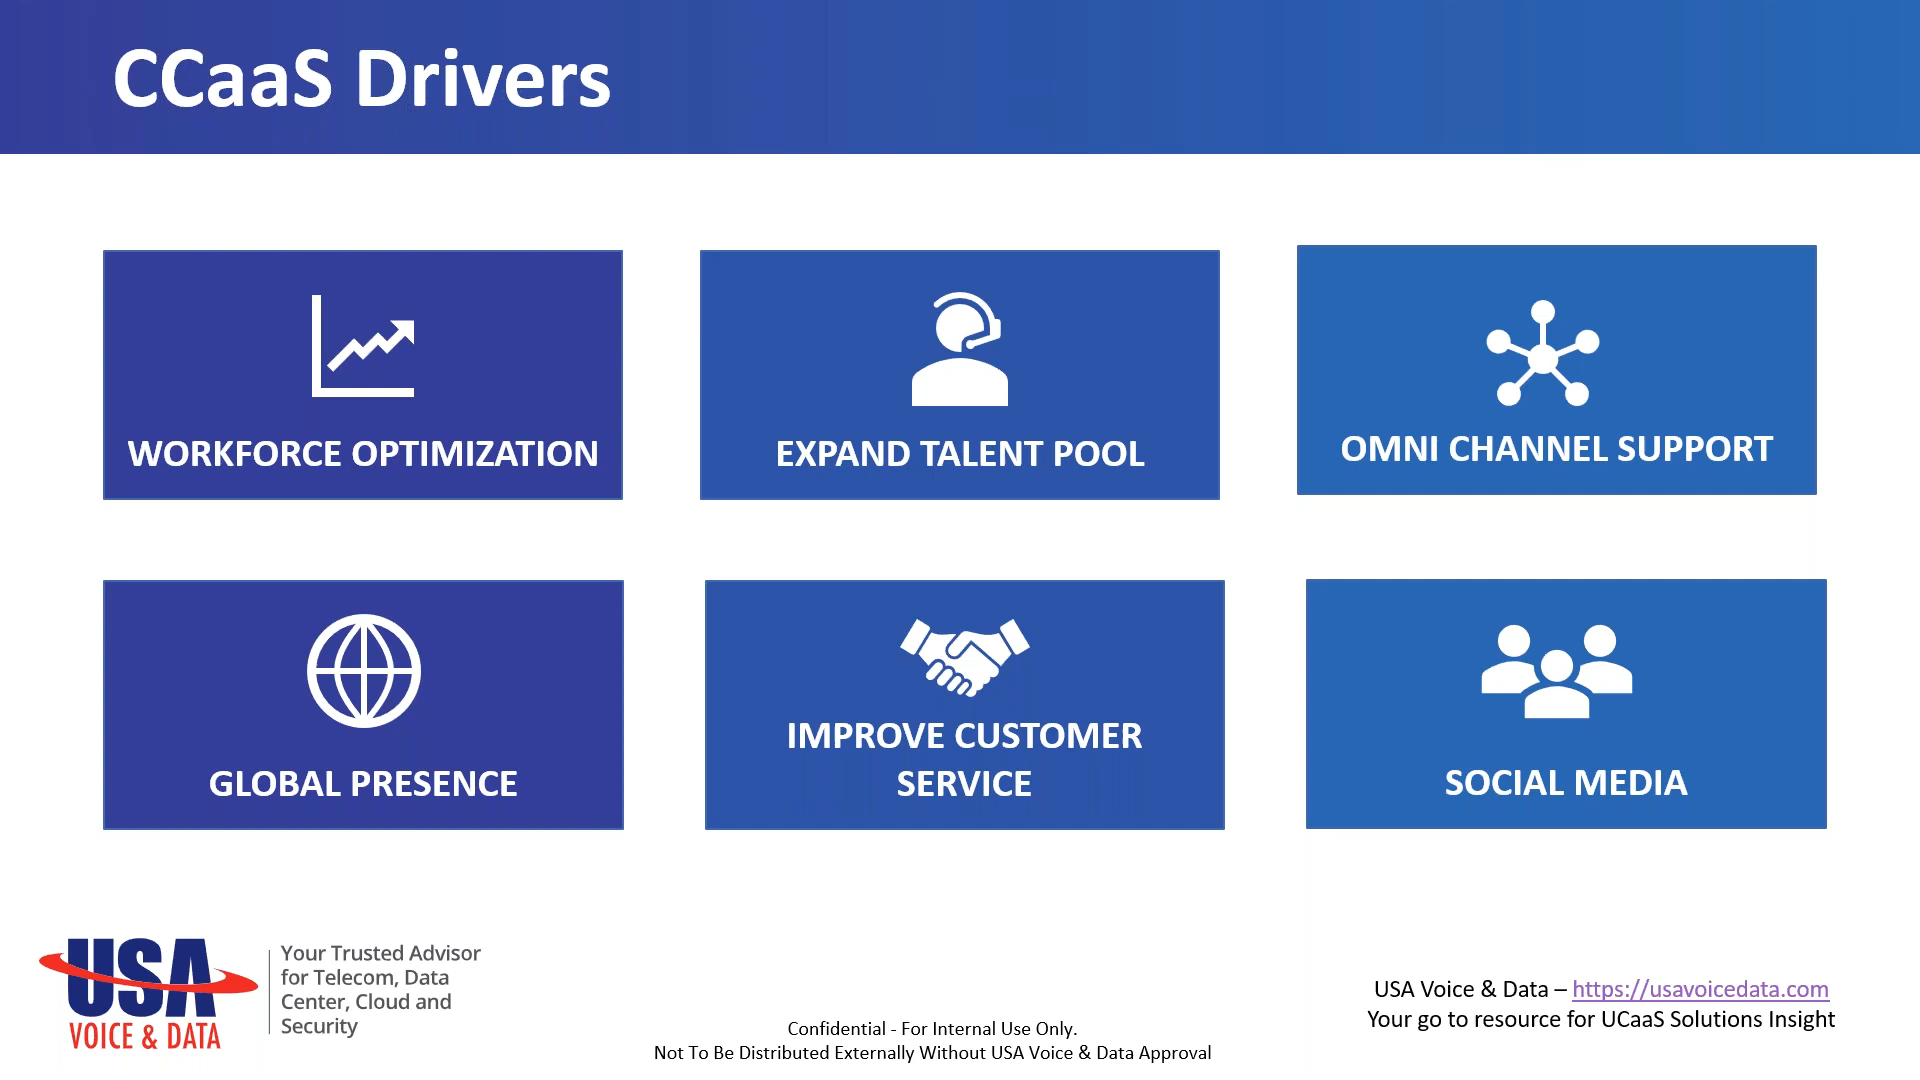 CCaaS Drivers
WORKFORCE OPTIMIZATION
EXPAND TALENT POOL
OMNI CHANNEL SUPPORT
GLOBAL PRESENCE
IMPROVE CUSTOMER
SERVICE
SOCIAL MEDIA
USA
VOICE & DATA
Your Trusted Advisor
for Telecom, Data
Center, Cloud and
Security
Confidential - For Internal Use Only.
Not To Be Distributed Externally Without USA Voice & Data Approval
USA Voice & Data – https://usavoicedata.com
Your go to resource for UCaaS Solutions Insight